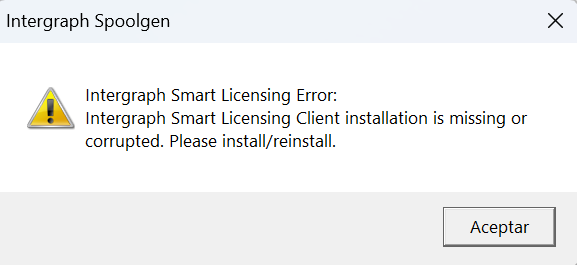 Intergraph Spoolgen
Intergraph Smart Licensing Error:
Intergraph Smart Licensing Client installation is missing or
corrupted. Please install/reinstall.
Aceptar